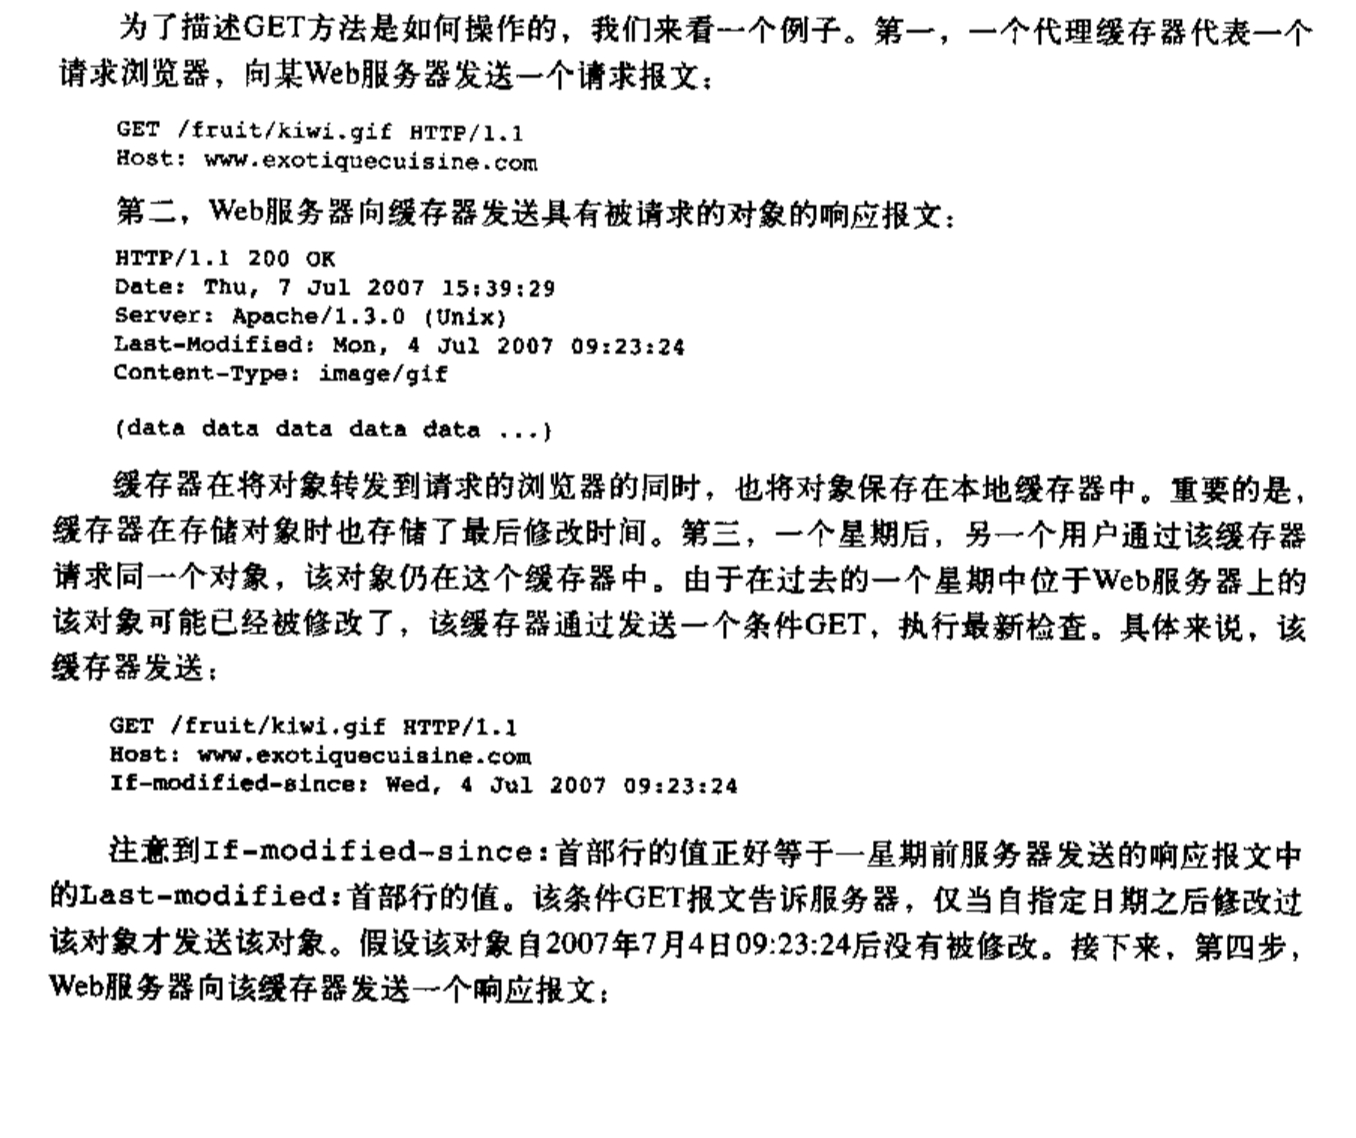 为了描述GET方法是如何操作的，我们来看一个例子。第一，一个代理缓存器代表一个
请求浏览器，向某Web服务器发送一个请求报文：
GET /fruit/kiwi.gif HTTP/1.1
Host: www.exotiquecuisine.com
第二，Web服务器向缓存器发送具有被请求的对象的响应报文：
HTTP/1.1 200 OK
Date: Thu, 7 Jul 2007 15:39:29
Server: Apache/1.3.0 (Unix)
Last-Modified: Mon, 4 Jul 2007 09:23:24
Content-Type: image/gif
(data data data data data ...)
缓存器在将对象转发到请求的浏览器的同时，也将对象保存在本地缓存器中。重要的是，
缓存器在存储对象时也存储了最后修改时间。第三，一个星期后，另一个用户通过该缓存器
请求同一个对象，该对象仍在这个缓存器中。由于在过去的一个星期中位于Web服务器上的
该对象可能已经被修改了，该缓存器通过发送一个条件GET，执行最新检查。具体来说，该
缓存器发送：
GET /fruit/kiwi.gif HTTP/1.1
Host: www.exotiquecuisine.com
If-modified-since: Wed, 4 Jul 2007 09:23:24
注意到If-modified-since:首部行的值正好等于一星期前服务器发送的响应报文中
的Last-modified:首部行的值。该条件GET报文告诉服务器，仅当自指定日期之后修改过
该对象才发送该对象。假设该对象自2007年7月4日09:23:24后没有被修改。接下来，第四步，
Web服务器向该缓存器发送一个响应报文：